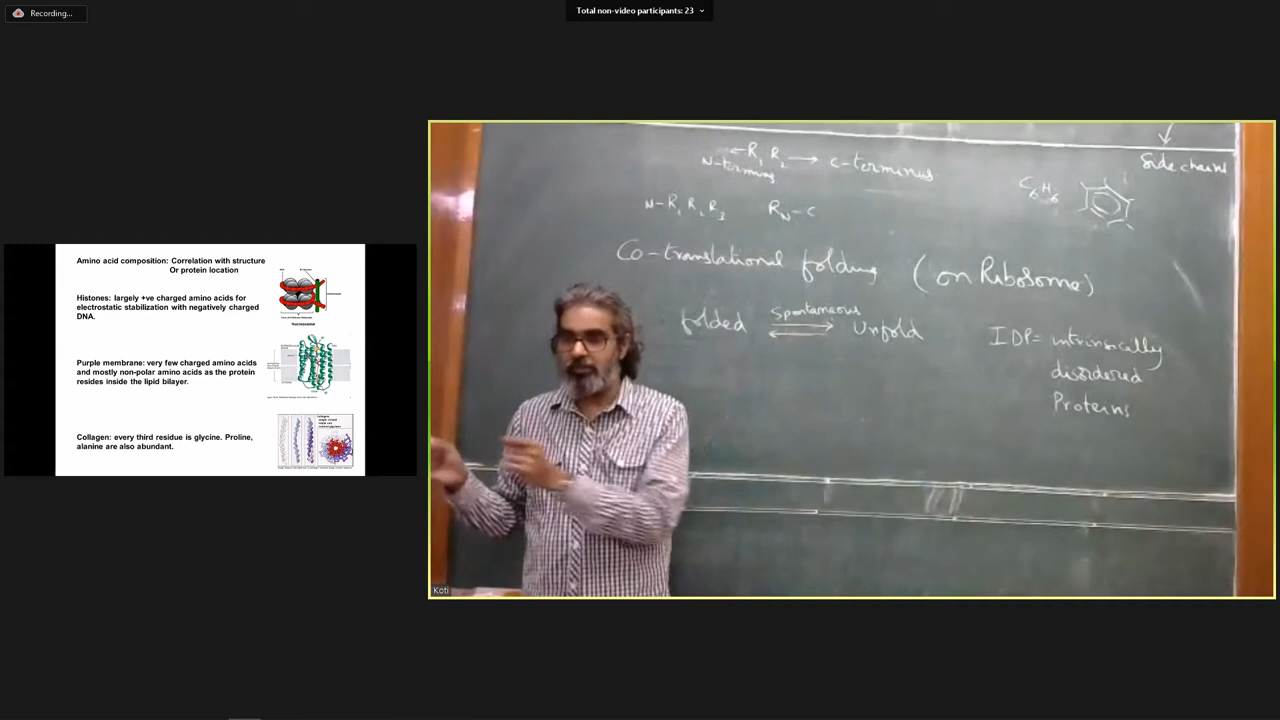 Recording...
Total non-video participants: 23
Amino acid composition: Correlation with structure
Or protein location
Histones: largely +ve charged amino acids for
electrostatic stabilization with negatively charged
DNA.
Nucleosome
Purple membrane: very few charged amino acids
and mostly non-polar amino acids as the protein
resides inside the lipid bilayer.
Collagen: every third residue is glycine. Proline,
alanine are also abundant.
←R₁ R₂ →
N-terminus C-terminus
Side chains
C₆H₆
N-R₁ R₂ R₃ R_N-C
Co-translational folding (on Ribosome)
folded Spontaneous ⇌ Unfold
IDP = intrinsically
disordered
Proteins
Koti